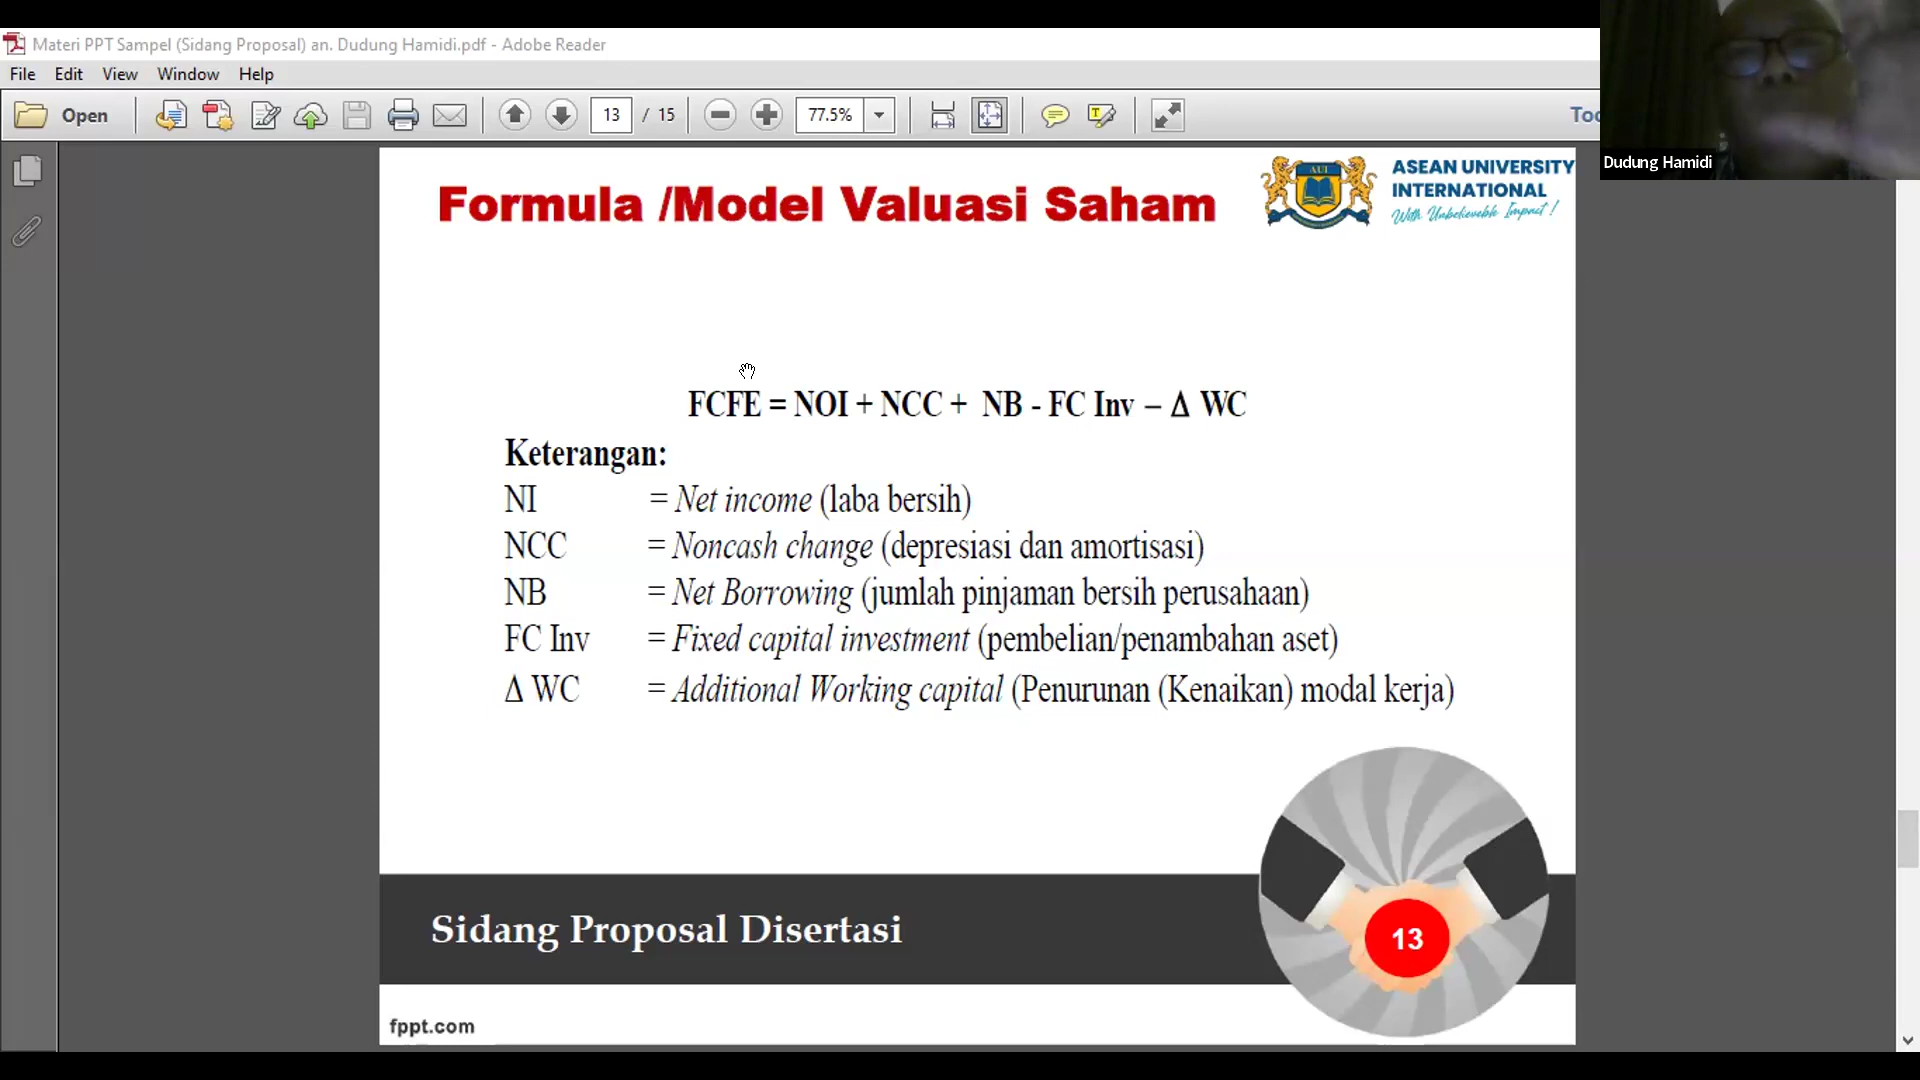 Materi PPT Sampel (Sidang Proposal) an. Dudung Hamidi.pdf - Adobe Reader
File Edit View Window Help
Open 13 / 15 77.5%
Dudung Hamidi
Formula /Model Valuasi Saham
AUI
ASEAN UNIVERSITY
INTERNATIONAL
With Unbelievable Impact !
FCFE = NOI + NCC + NB - FC Inv – Δ WC
Keterangan:
NI = Net income (laba bersih)
NCC = Noncash change (depresiasi dan amortisasi)
NB = Net Borrowing (jumlah pinjaman bersih perusahaan)
FC Inv = Fixed capital investment (pembelian/penambahan aset)
Δ WC = Additional Working capital (Penurunan (Kenaikan) modal kerja)
Sidang Proposal Disertasi
13
fppt.com